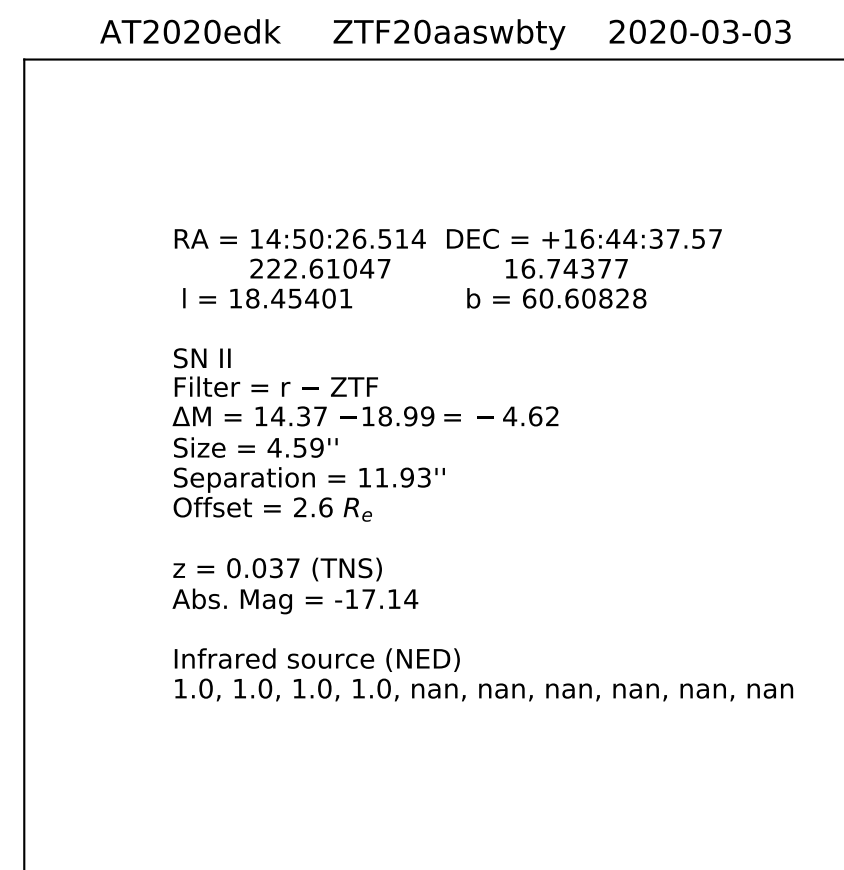 AT2020edk ZTF20aaswbty 2020-03-03
RA = 14:50:26.514 DEC = +16:44:37.57
222.61047 16.74377
l = 18.45401 b = 60.60828
SN II
Filter = r − ZTF
ΔM = 14.37 −18.99 = − 4.62
Size = 4.59''
Separation = 11.93''
Offset = 2.6 Re
z = 0.037 (TNS)
Abs. Mag = -17.14
Infrared source (NED)
1.0, 1.0, 1.0, 1.0, nan, nan, nan, nan, nan, nan